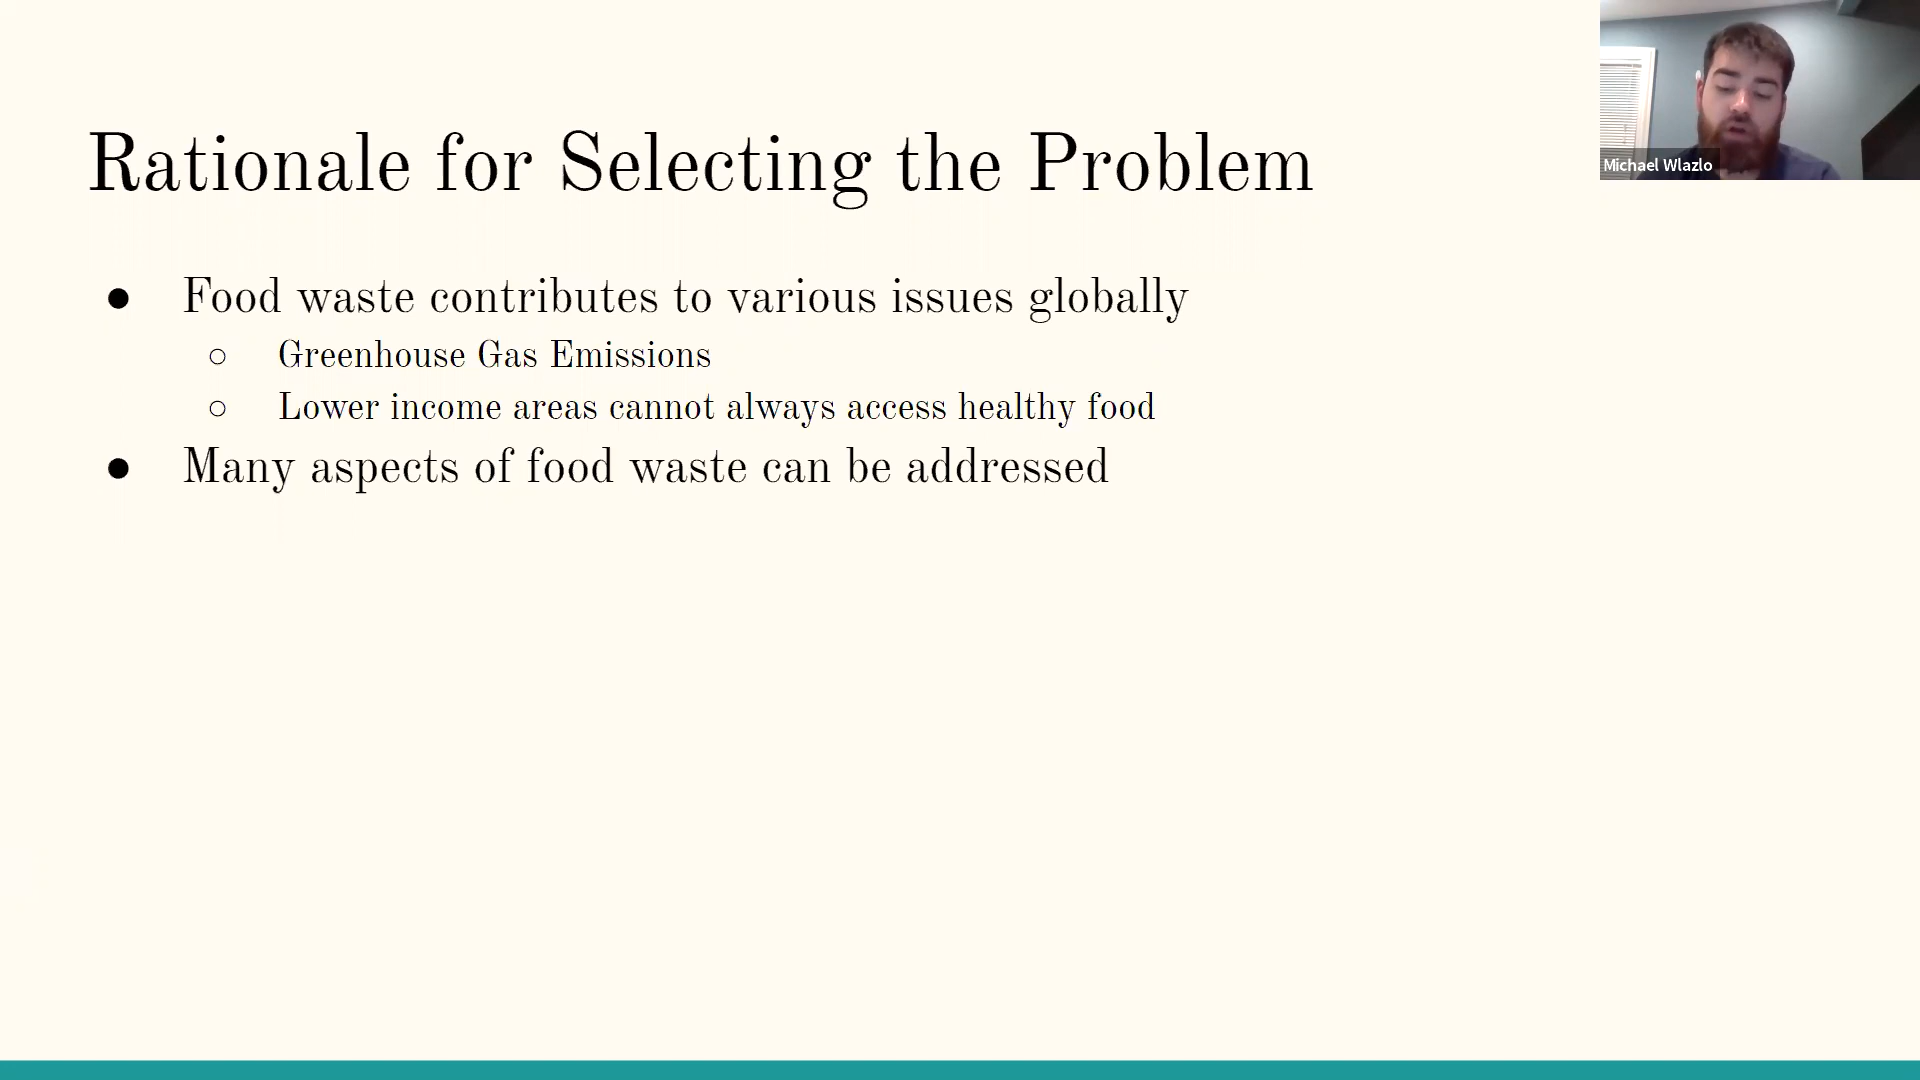 Rationale for Selecting the Problem
Michael Wlazlo
● Food waste contributes to various issues globally
○ Greenhouse Gas Emissions
○ Lower income areas cannot always access healthy food
● Many aspects of food waste can be addressed